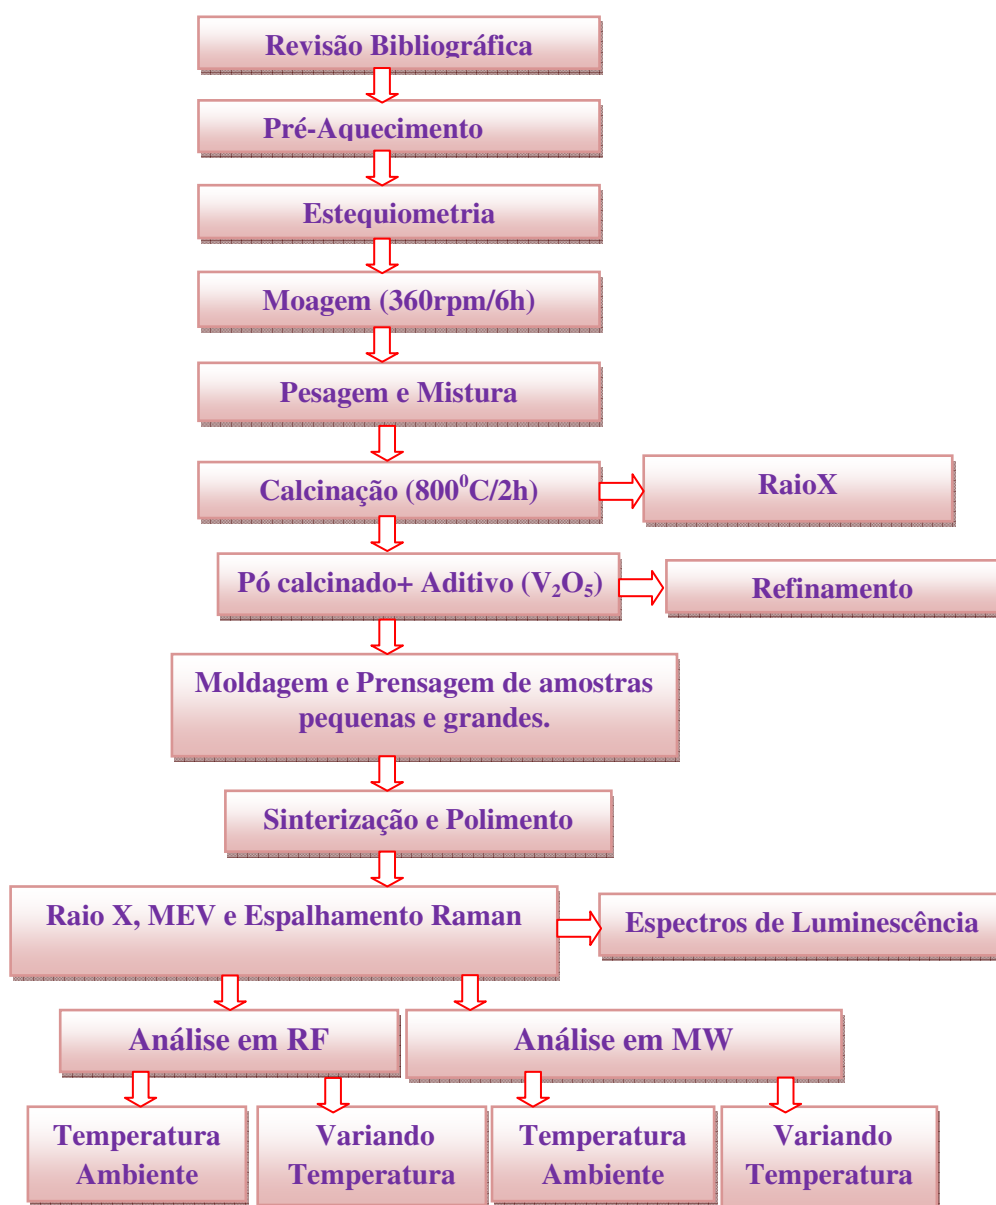 Revisão Bibliográfica
Pré-Aquecimento
Estequiometria
Moagem (360rpm/6h)
Pesagem e Mistura
Calcinação (800⁰C/2h)
RaioX
Pó calcinado+ Aditivo (V₂O₅)
Refinamento
Moldagem e Prensagem de amostras
pequenas e grandes.
Sinterização e Polimento
Raio X, MEV e Espalhamento Raman
Espectros de Luminescência
Análise em RF
Análise em MW
Temperatura
Ambiente
Variando
Temperatura
Temperatura
Ambiente
Variando
Temperatura